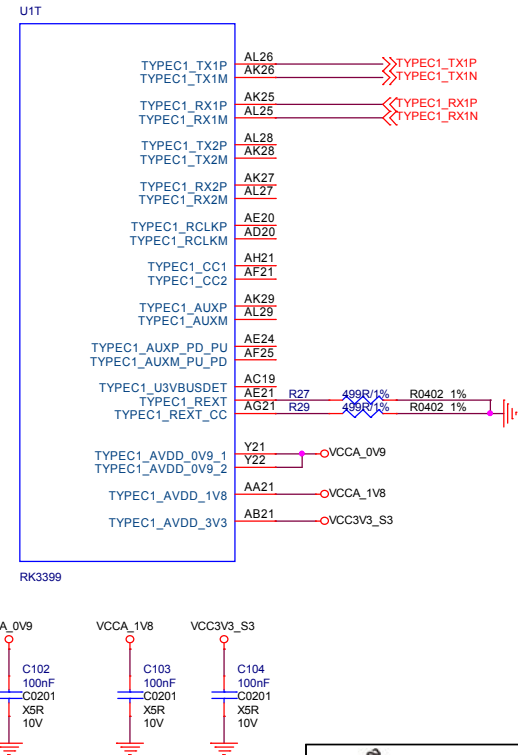 U1T
TYPEC1_TX1P AL26 TYPEC1_TX1P
TYPEC1_TX1M AK26 TYPEC1_TX1N
TYPEC1_RX1P AK25 TYPEC1_RX1P
TYPEC1_RX1M AL25 TYPEC1_RX1N
TYPEC1_TX2P AL28
TYPEC1_TX2M AK28
TYPEC1_RX2P AK27
TYPEC1_RX2M AL27
TYPEC1_RCLKP AE20
TYPEC1_RCLKM AD20
TYPEC1_CC1 AH21
TYPEC1_CC2 AF21
TYPEC1_AUXP AK29
TYPEC1_AUXM AL29
TYPEC1_AUXP_PD_PU AE24
TYPEC1_AUXM_PU_PD AF25
TYPEC1_U3VBUSDET AC19
TYPEC1_REXT AE21 R27 499R/1% R0402 1%
TYPEC1_REXT_CC AG21 R29 499R/1% R0402 1%
TYPEC1_AVDD_0V9_1 Y21 VCCA_0V9
TYPEC1_AVDD_0V9_2 Y22
TYPEC1_AVDD_1V8 AA21 VCCA_1V8
TYPEC1_AVDD_3V3 AB21 VCC3V3_S3
RK3399
A_0V9 VCCA_1V8 VCC3V3_S3
C102 C103 C104
100nF 100nF 100nF
C0201 C0201 C0201
X5R X5R X5R
10V 10V 10V